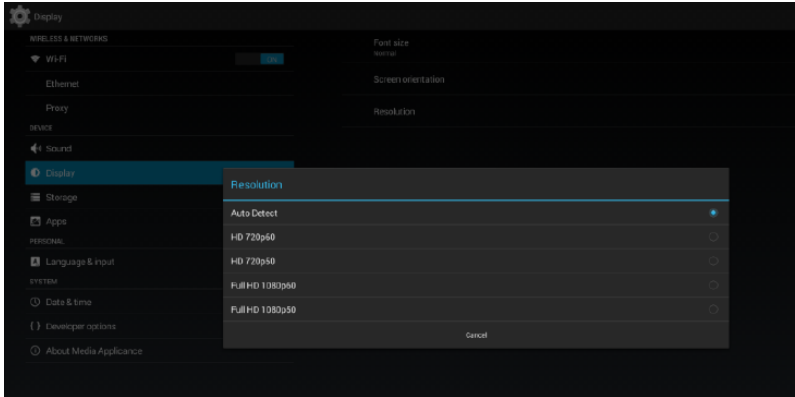 Display
WIRELESS & NETWORKS
Wi-Fi
ON
Ethernet
Proxy
DEVICE
Sound
Display
Storage
Apps
PERSONAL
Language & input
SYSTEM
Date & time
{ } Developer options
About Media Applicance
Font size
Normal
Screen orientation
Resolution
Resolution
Auto Detect
HD 720p60
HD 720p50
Full HD 1080p60
Full HD 1080p50
Cancel